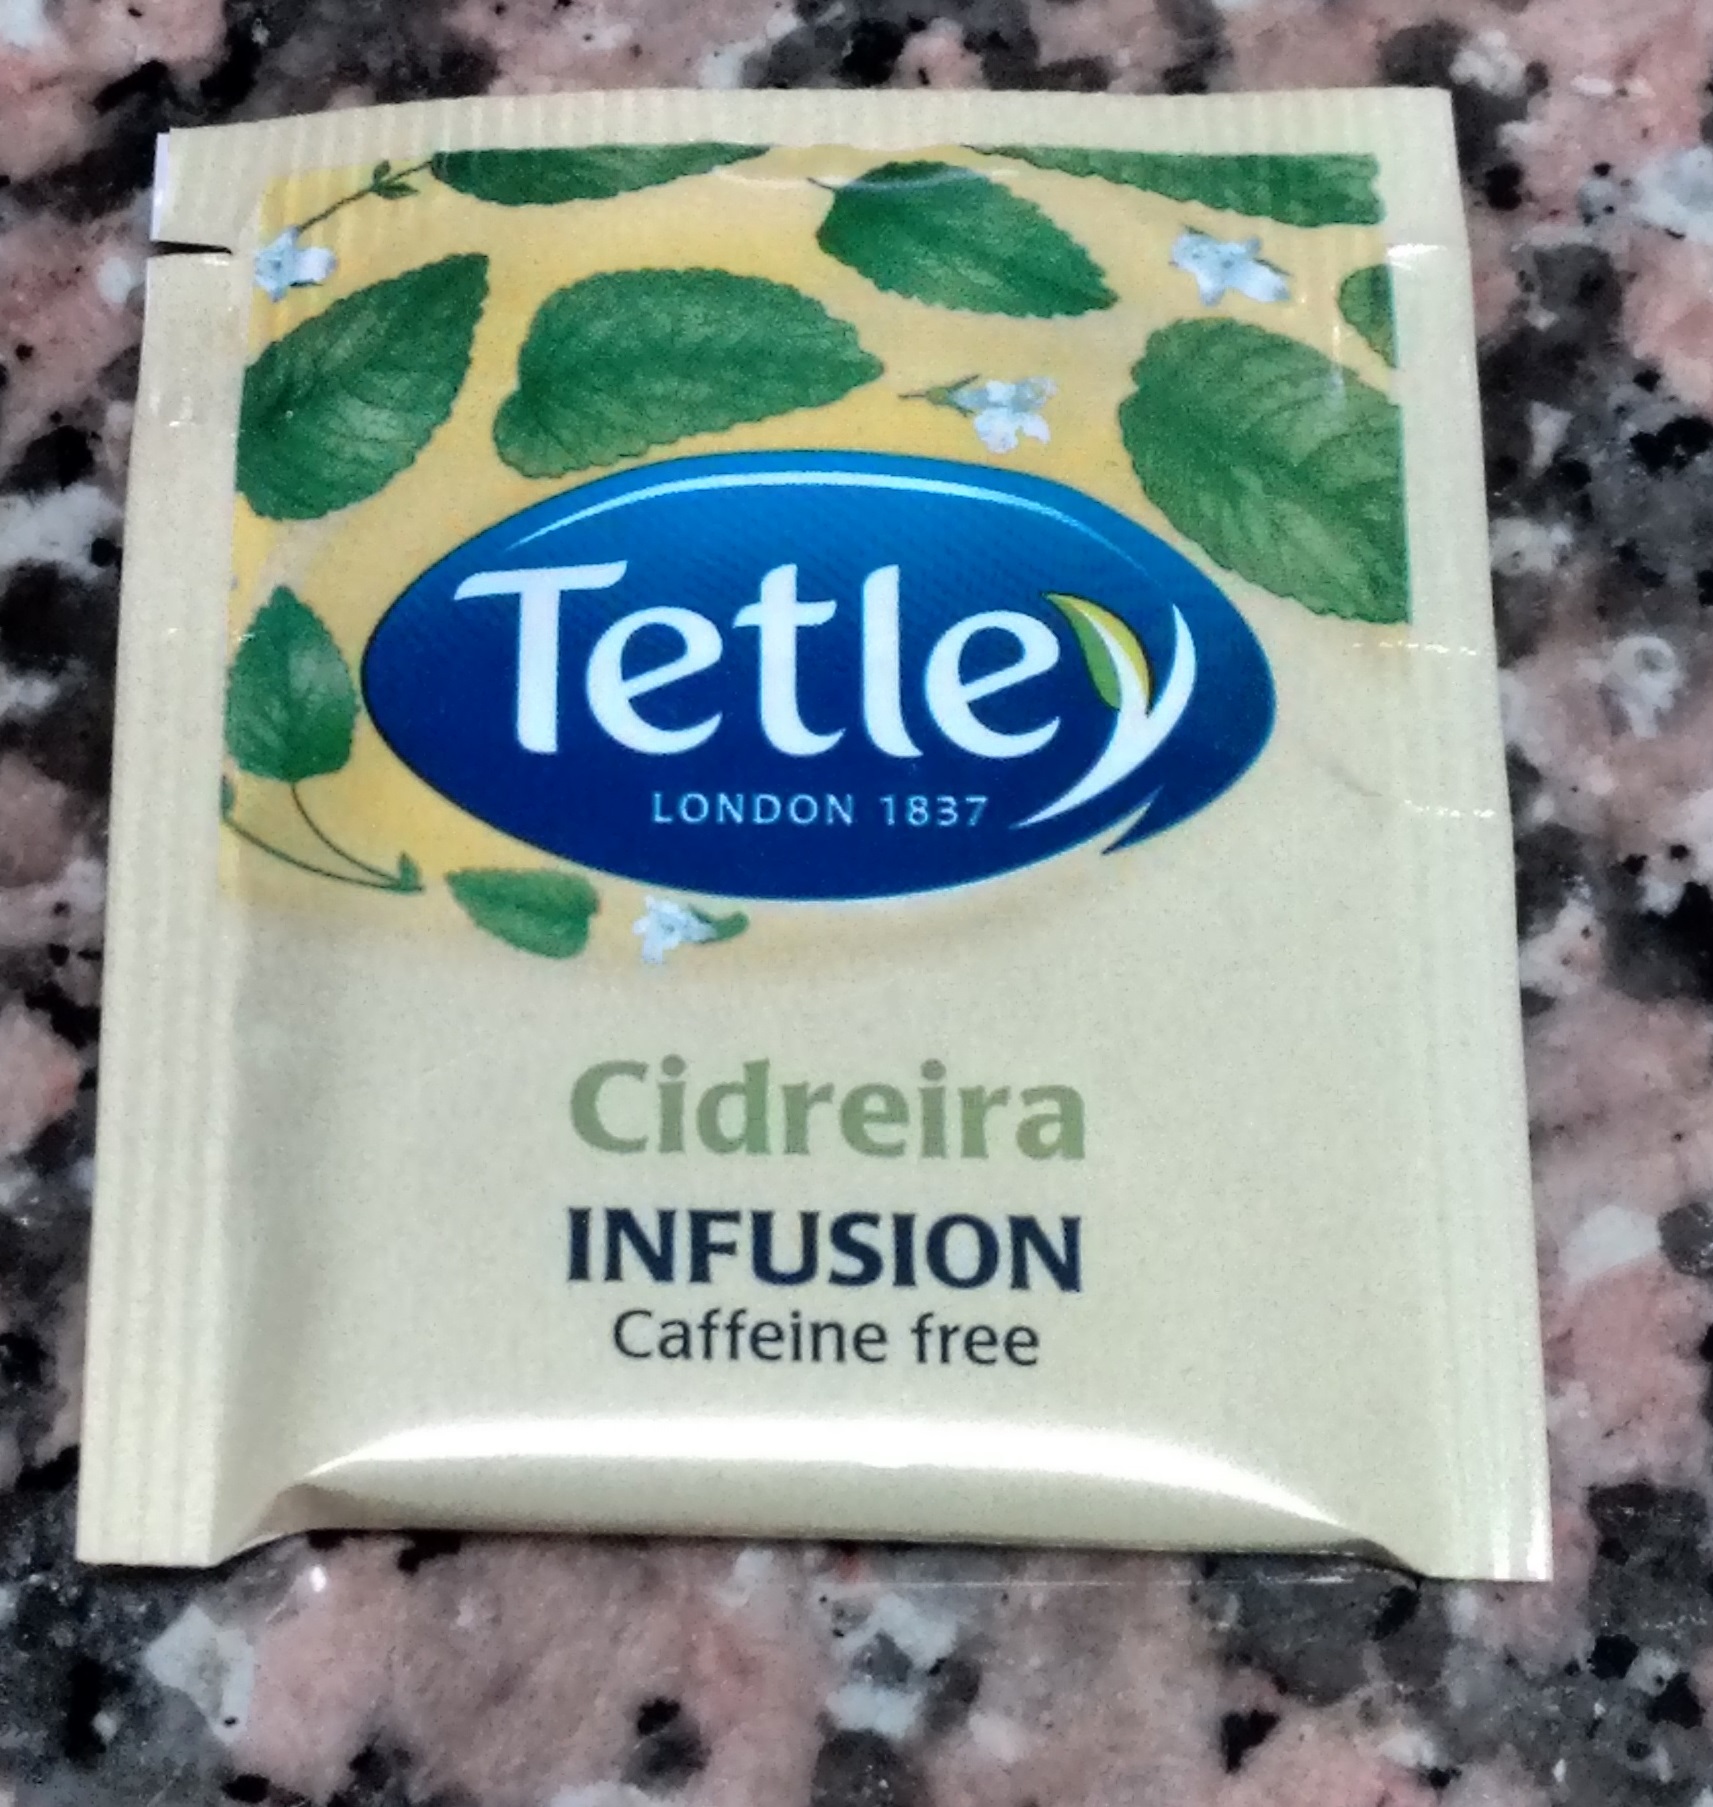 Tetley
LONDON 1837
Cidreira
INFUSION
Caffeine free